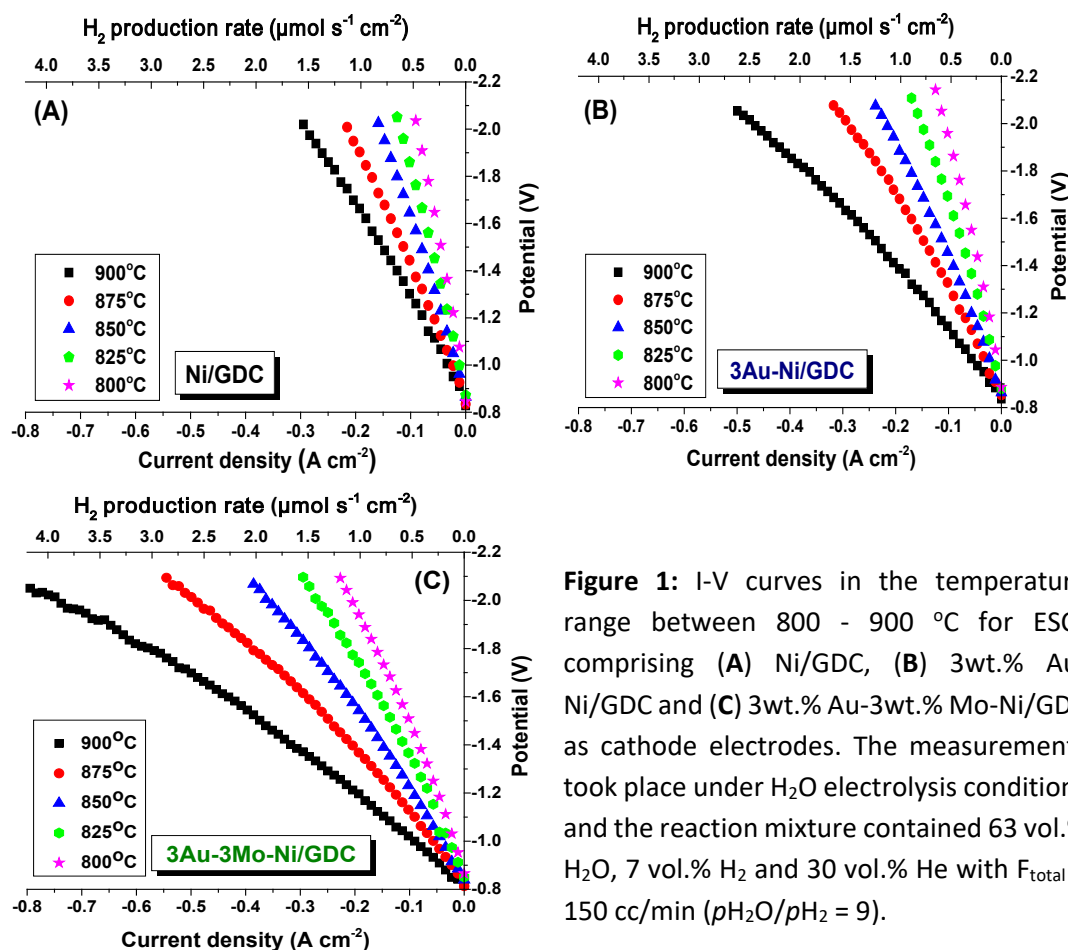 H₂ production rate (μmol s⁻¹ cm⁻²)
4.0 3.5 3.0 2.5 2.0 1.5 1.0 0.5 0.0
(A)
-2.2
-2.0
-1.8
-1.6
-1.4
-1.2
-1.0
-0.8
Potential (V)
900°C
875°C
850°C
825°C
800°C
Ni/GDC
-0.8 -0.7 -0.6 -0.5 -0.4 -0.3 -0.2 -0.1 0.0
Current density (A cm⁻²)
H₂ production rate (μmol s⁻¹ cm⁻²)
4.0 3.5 3.0 2.5 2.0 1.5 1.0 0.5 0.0
(B)
-2.2
-2.0
-1.8
-1.6
-1.4
-1.2
-1.0
-0.8
Potential (V)
900°C
875°C
850°C
825°C
800°C
3Au-Ni/GDC
-0.8 -0.7 -0.6 -0.5 -0.4 -0.3 -0.2 -0.1 0.0
Current density (A cm⁻²)
H₂ production rate (μmol s⁻¹ cm⁻²)
4.0 3.5 3.0 2.5 2.0 1.5 1.0 0.5 0.0
(C)
-2.2
-2.0
-1.8
-1.6
-1.4
-1.2
-1.0
-0.8
Potential (V)
900°C
875°C
850°C
825°C
800°C
3Au-3Mo-Ni/GDC
-0.8 -0.7 -0.6 -0.5 -0.4 -0.3 -0.2 -0.1 0.0
Current density (A cm⁻²)
Figure 1: I-V curves in the temperature
range between 800 - 900 °C for ESC
comprising (A) Ni/GDC, (B) 3wt.% Au
Ni/GDC and (C) 3wt.% Au-3wt.% Mo-Ni/GD
as cathode electrodes. The measurement
took place under H₂O electrolysis condition
and the reaction mixture contained 63 vol.%
H₂O, 7 vol.% H₂ and 30 vol.% He with Ftotal
150 cc/min (pH₂O/pH₂ = 9).